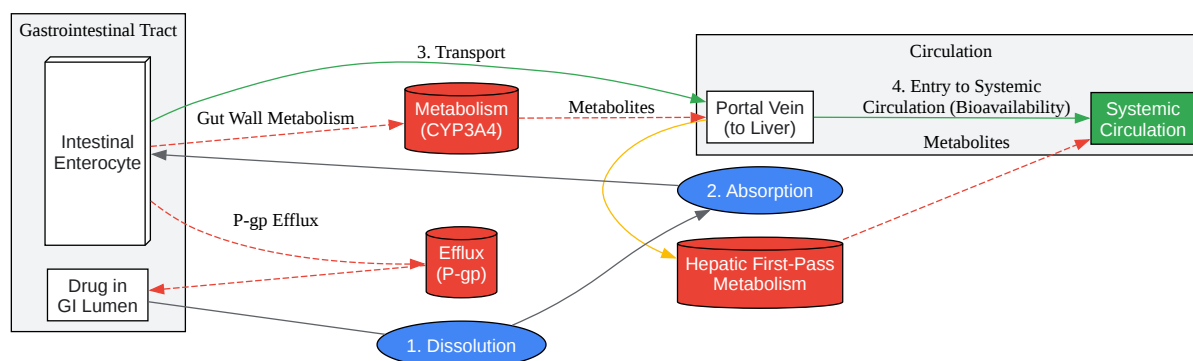 Gastrointestinal Tract
Intestinal
Enterocyte
Drug in
GI Lumen
3. Transport
Gut Wall Metabolism
Metabolism
(CYP3A4)
Metabolites
P-gp Efflux
Efflux
(P-gp)
1. Dissolution
2. Absorption
Hepatic First-Pass
Metabolism
Circulation
Portal Vein
(to Liver)
4. Entry to Systemic
Circulation (Bioavailability)
Metabolites
Systemic
Circulation